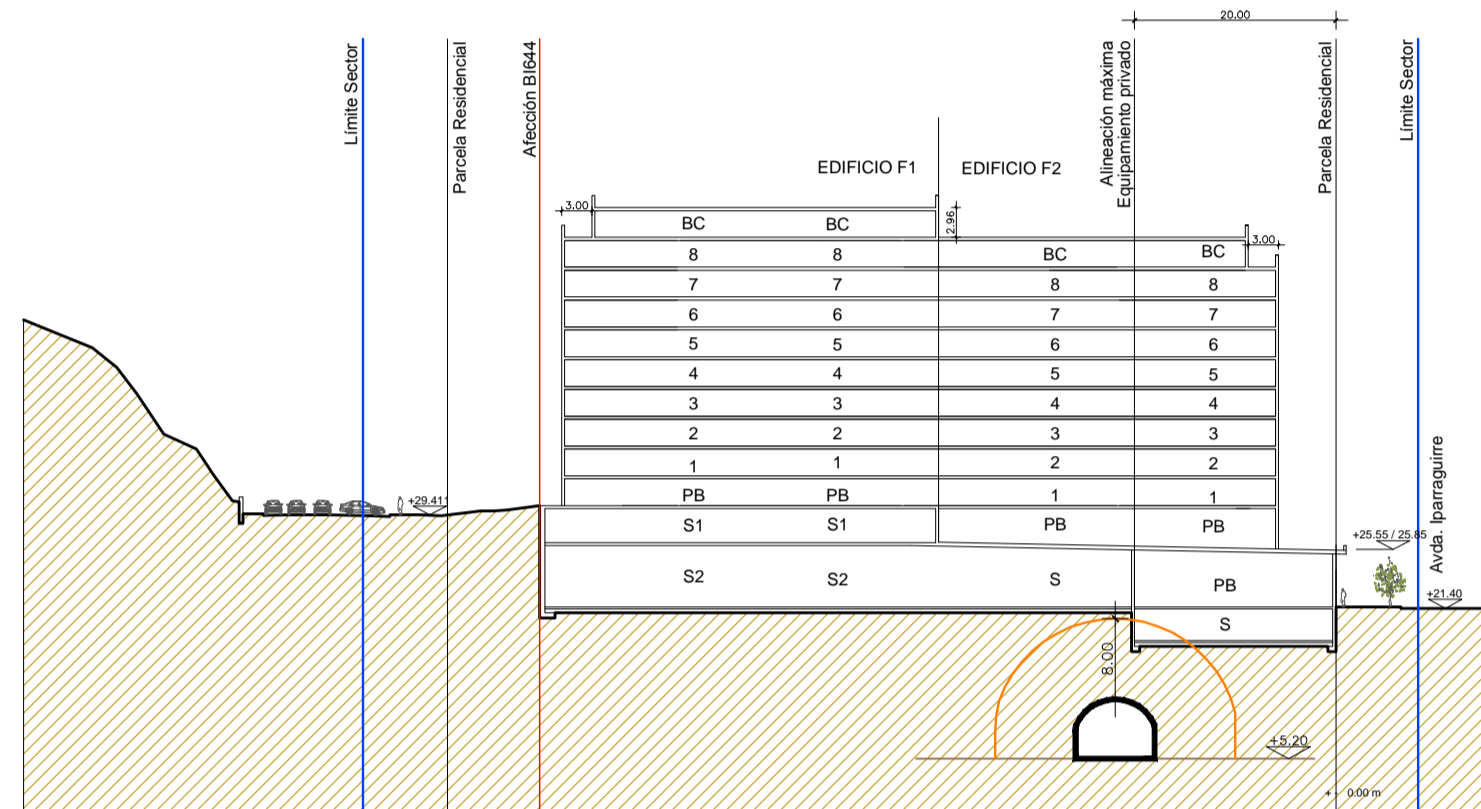 20.00
Límite Sector
Parcela Residencial
Afección BI644
Alineación máxima
Equipamiento privado
Parcela Residencial
Límite Sector
EDIFICIO F1 EDIFICIO F2
3.00
2.96
3.00
BC BC
8 8 BC BC
7 7 8 8
6 6 7 7
5 5 6 6
4 4 5 5
3 3 4 4
2 2 3 3
1 1 2 2
PB PB 1 1
S1 S1 PB PB
S2 S2 S PB
S
+29.411
+25.55 / 25.85
Avda. Iparraguirre
+21.40
8.00
+5.20
+ 0.00 m